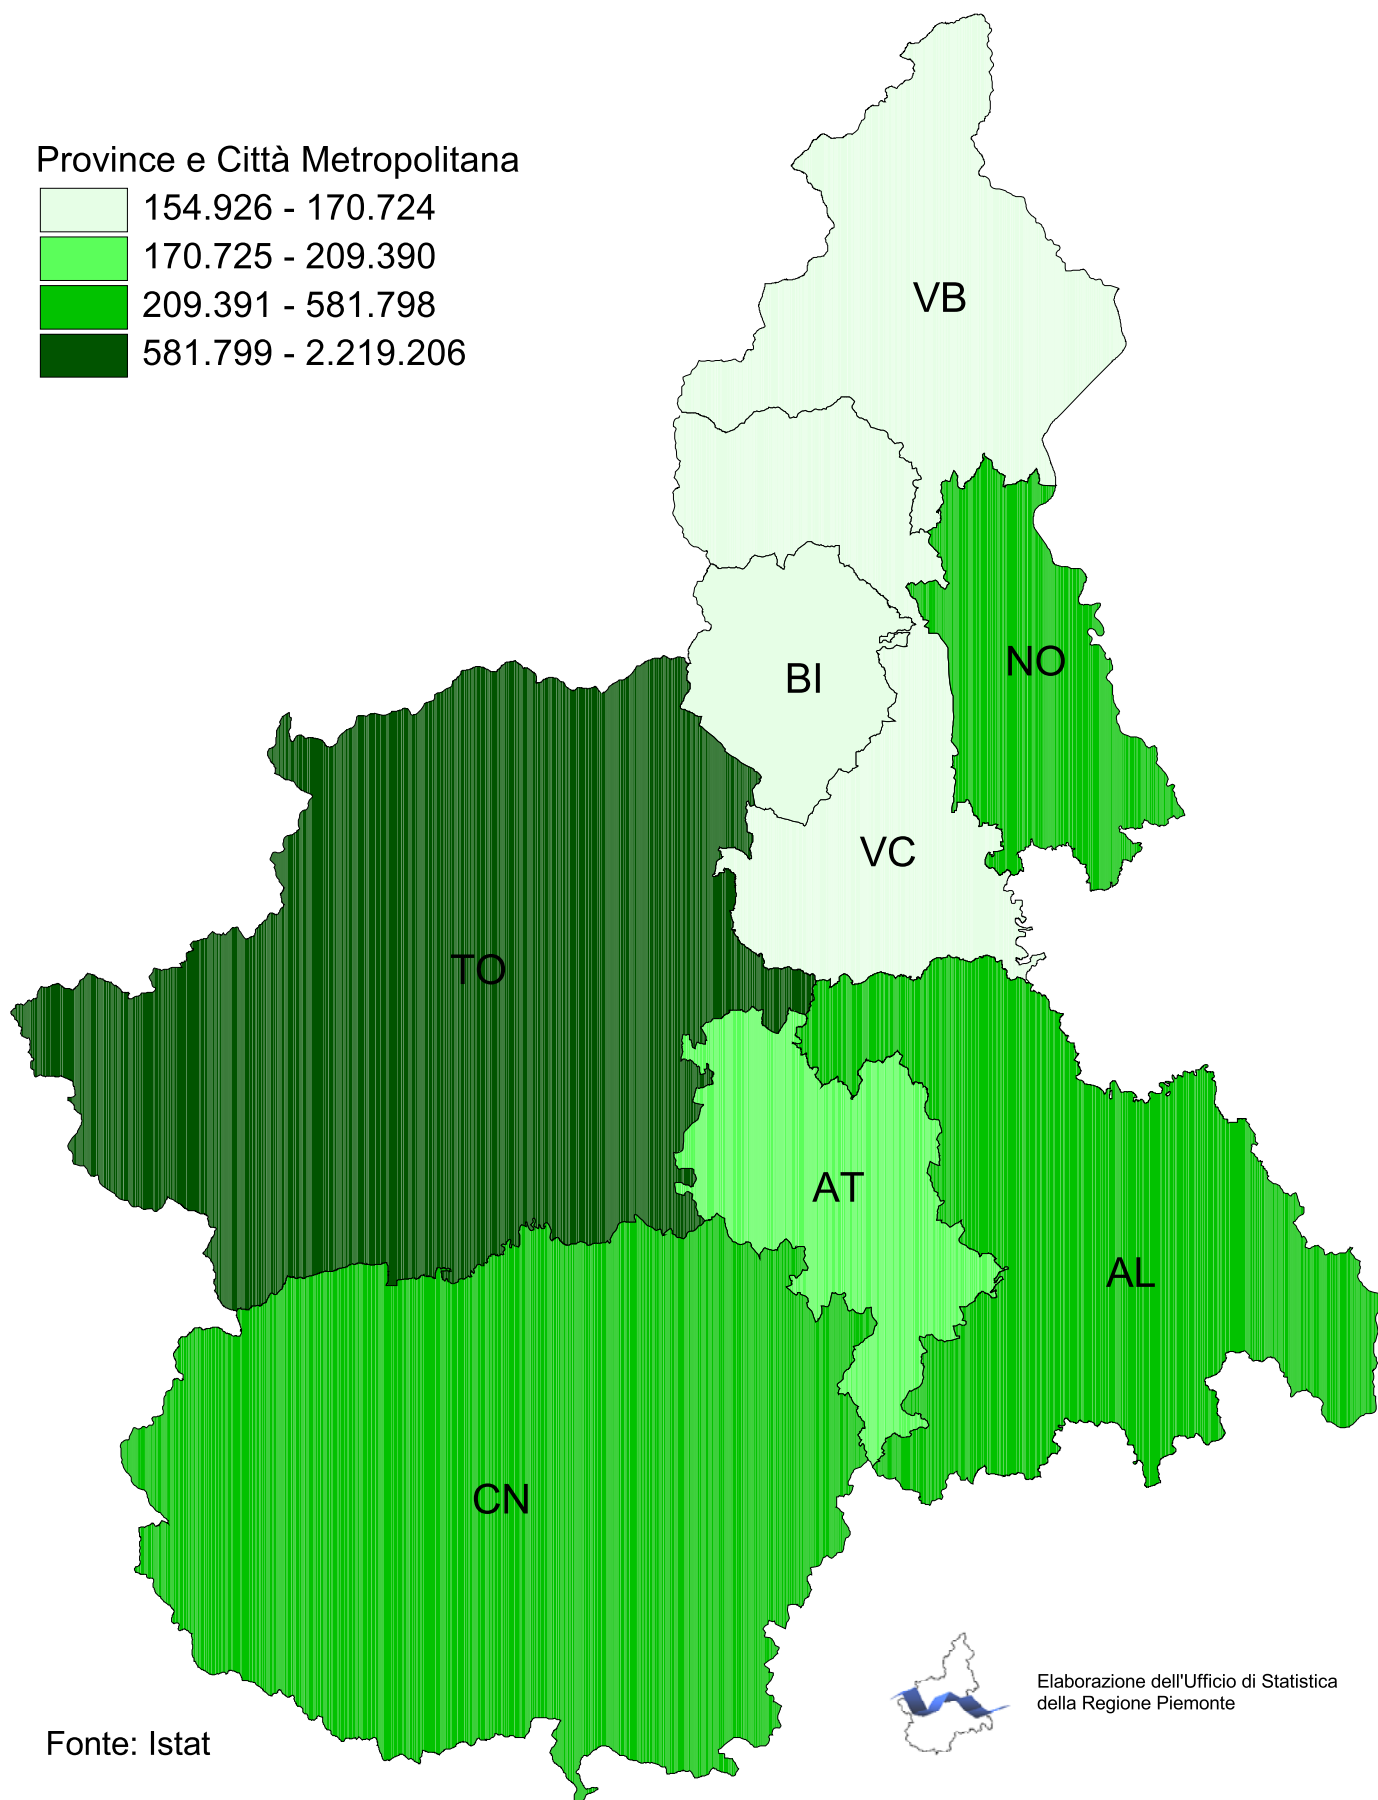 Province e Città Metropolitana
154.926 - 170.724
170.725 - 209.390
209.391 - 581.798
581.799 - 2.219.206
VB
NO
BI
VC
TO
AT
AL
CN
Elaborazione dell'Ufficio di Statistica
della Regione Piemonte
Fonte: Istat